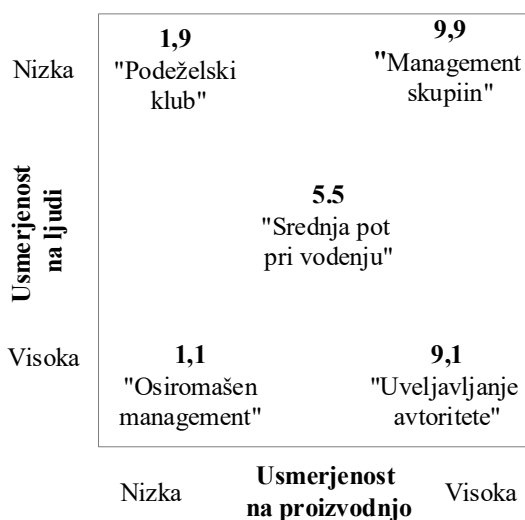 1,9
"Podeželski
klub"
9,9
"Management
skupiin"
Nizka
5.5
"Srednja pot
pri vodenju"
Usmerjenost
na ljudi
Visoka
1,1
"Osiromašen
management"
9,1
"Uveljavljanje
avtoritete"
Nizka
Usmerjenost
na proizvodnjo
Visoka